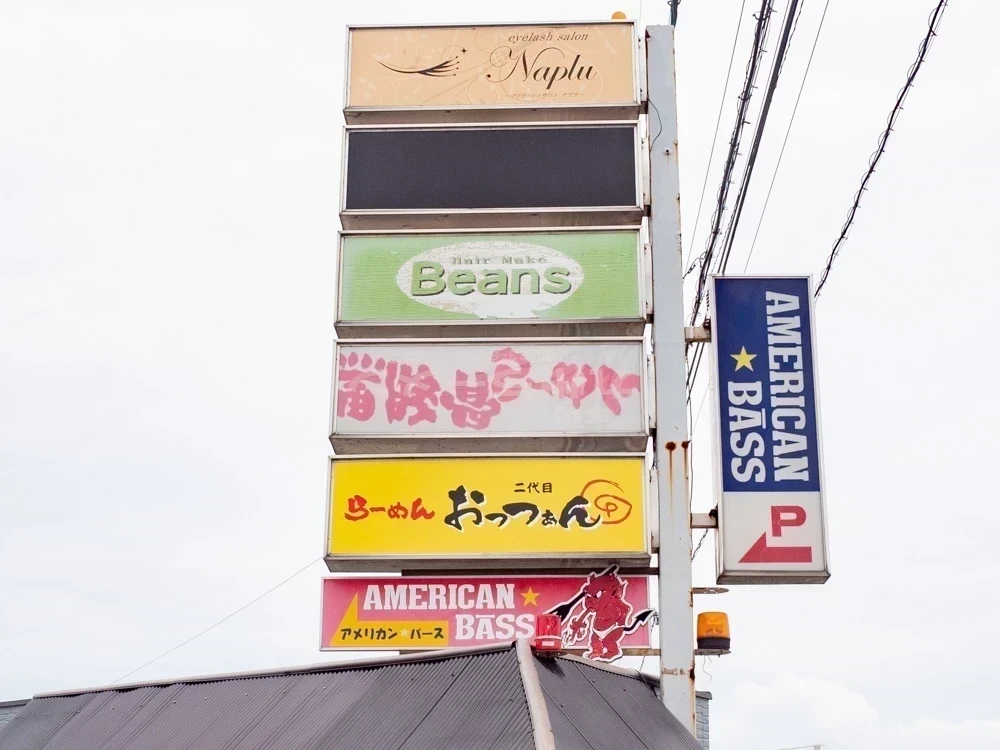 eyelash salon
Naplu
Hair Make
Beans
らーめん
二代目
おっつぁん
AMERICAN
BASS
アメリカン★バース
AMERICAN
BASS
P